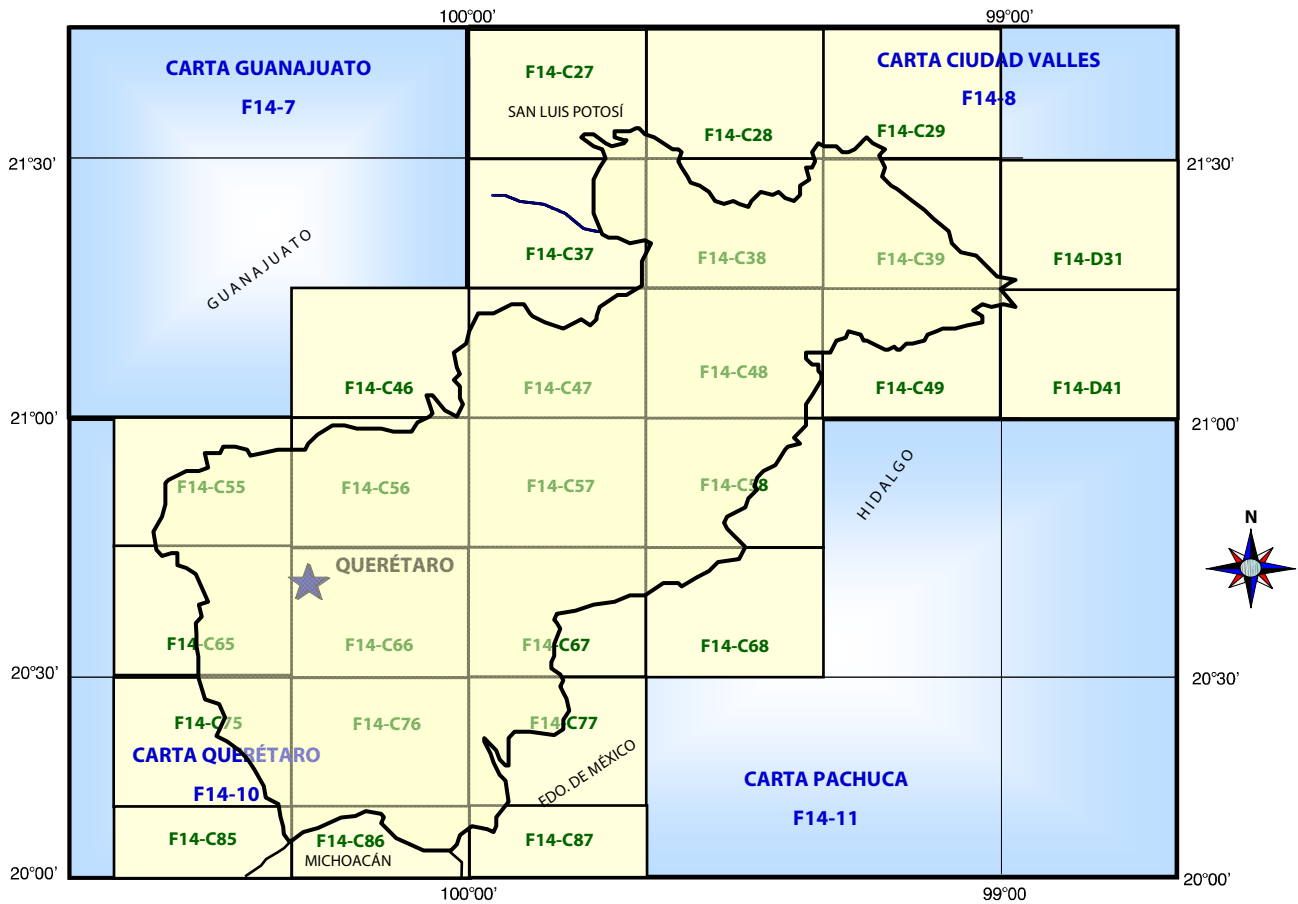 100°00’ 99°00’
CARTA GUANAJUATO
F14-7
F14-C27
CARTA CIUDAD VALLES
F14-8
SAN LUIS POTOSÍ
F14-C28
F14-C29
21°30’ 21°30’
GUANAJUATO
F14-C37
F14-C38
F14-C39
F14-D31
F14-C46
F14-C47
F14-C48
F14-C49
F14-D41
21°00’ 21°00’
F14-C55
F14-C56
F14-C57
F14-C58
HIDALGO
N
QUERÉTARO
F14-C65
F14-C66
F14-C67
F14-C68
20°30’ 20°30’
F14-C75
F14-C76
F14-C77
CARTA QUERÉTARO
F14-10
EDO. DE MÉXICO
CARTA PACHUCA
F14-11
F14-C85
F14-C86
F14-C87
MICHOACÁN
20°00’ 20°00’
100°00’ 99°00